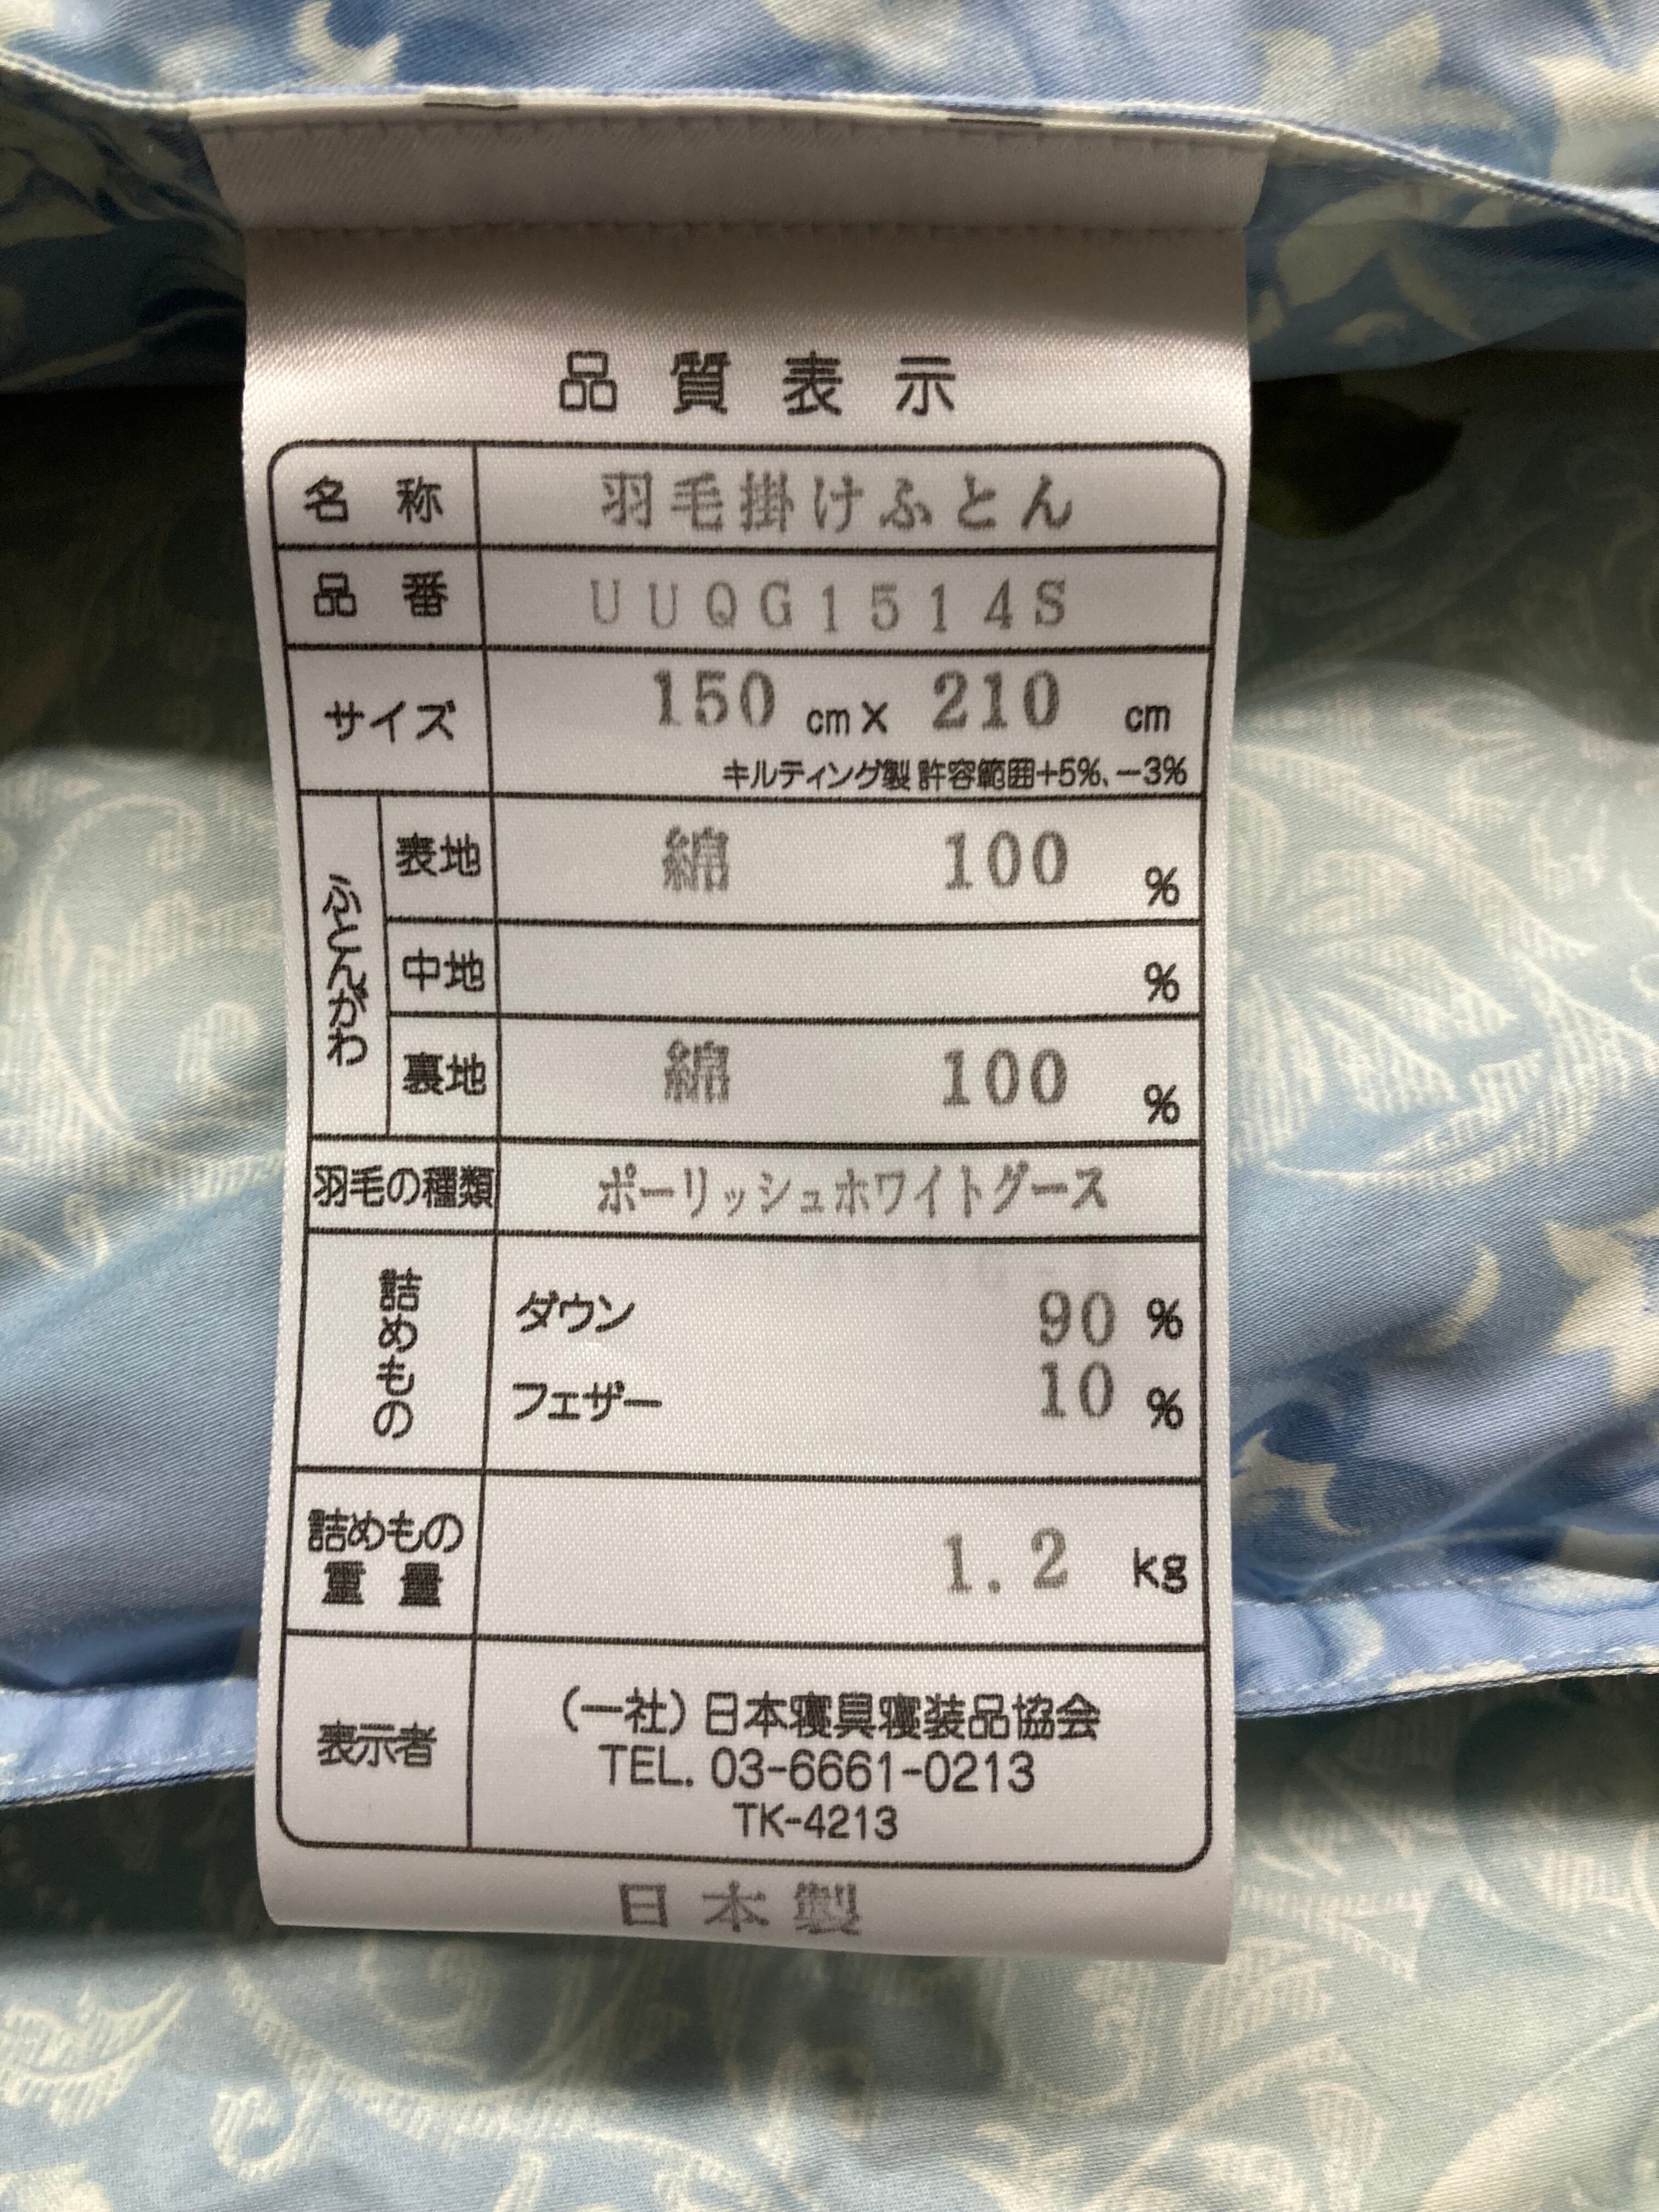 品質表示
名称 羽毛掛けふとん
品番 UUQG1514S
サイズ 150 cm× 210 cm
キルティング製 許容範囲+5%、-3%
ふとんがわ
表地 綿 100 %
中地 %
裏地 綿 100 %
羽毛の種類 ポーリッシュホワイトグース
詰めもの
ダウン 90 %
フェザー 10 %
詰めもの
重量 1.2 kg
表示者
(一社)日本寝具寝装品協会
TEL. 03-6661-0213
TK-4213
日本製